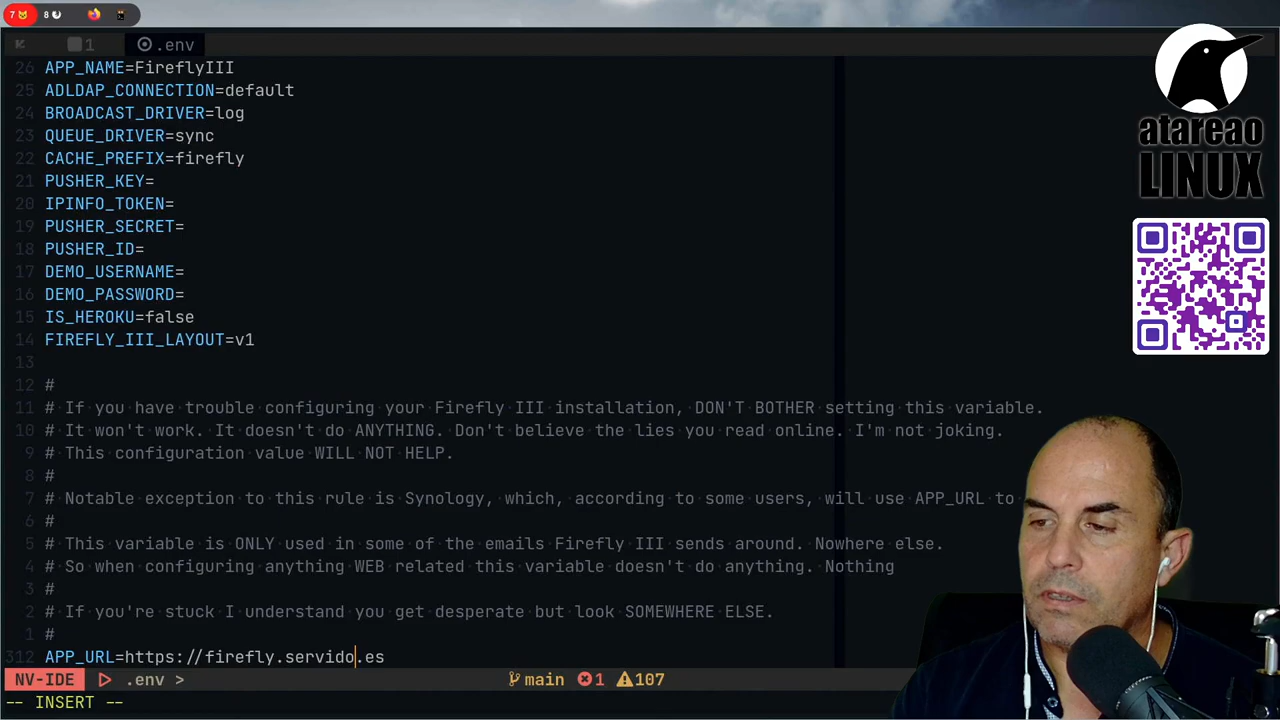 7 8
1 .env
26 APP_NAME=FireflyIII
25 ADLDAP_CONNECTION=default
24 BROADCAST_DRIVER=log
23 QUEUE_DRIVER=sync
22 CACHE_PREFIX=firefly
21 PUSHER_KEY=
20 IPINFO_TOKEN=
19 PUSHER_SECRET=
18 PUSHER_ID=
17 DEMO_USERNAME=
16 DEMO_PASSWORD=
15 IS_HEROKU=false
14 FIREFLY_III_LAYOUT=v1
13
12 #
11 # If you have trouble configuring your Firefly III installation, DON'T BOTHER setting this variable.
10 # It won't work. It doesn't do ANYTHING. Don't believe the lies you read online. I'm not joking.
9 # This configuration value WILL NOT HELP.
8 #
7 # Notable exception to this rule is Synology, which, according to some users, will use APP_URL to
6 #
5 # This variable is ONLY used in some of the emails Firefly III sends around. Nowhere else.
4 # So when configuring anything WEB related this variable doesn't do anything. Nothing
3 #
2 # If you're stuck I understand you get desperate but look SOMEWHERE ELSE.
1 #
312 APP_URL=https://firefly.servido.es
NV-IDE .env > main 1 107
-- INSERT --
atareao
LINUX